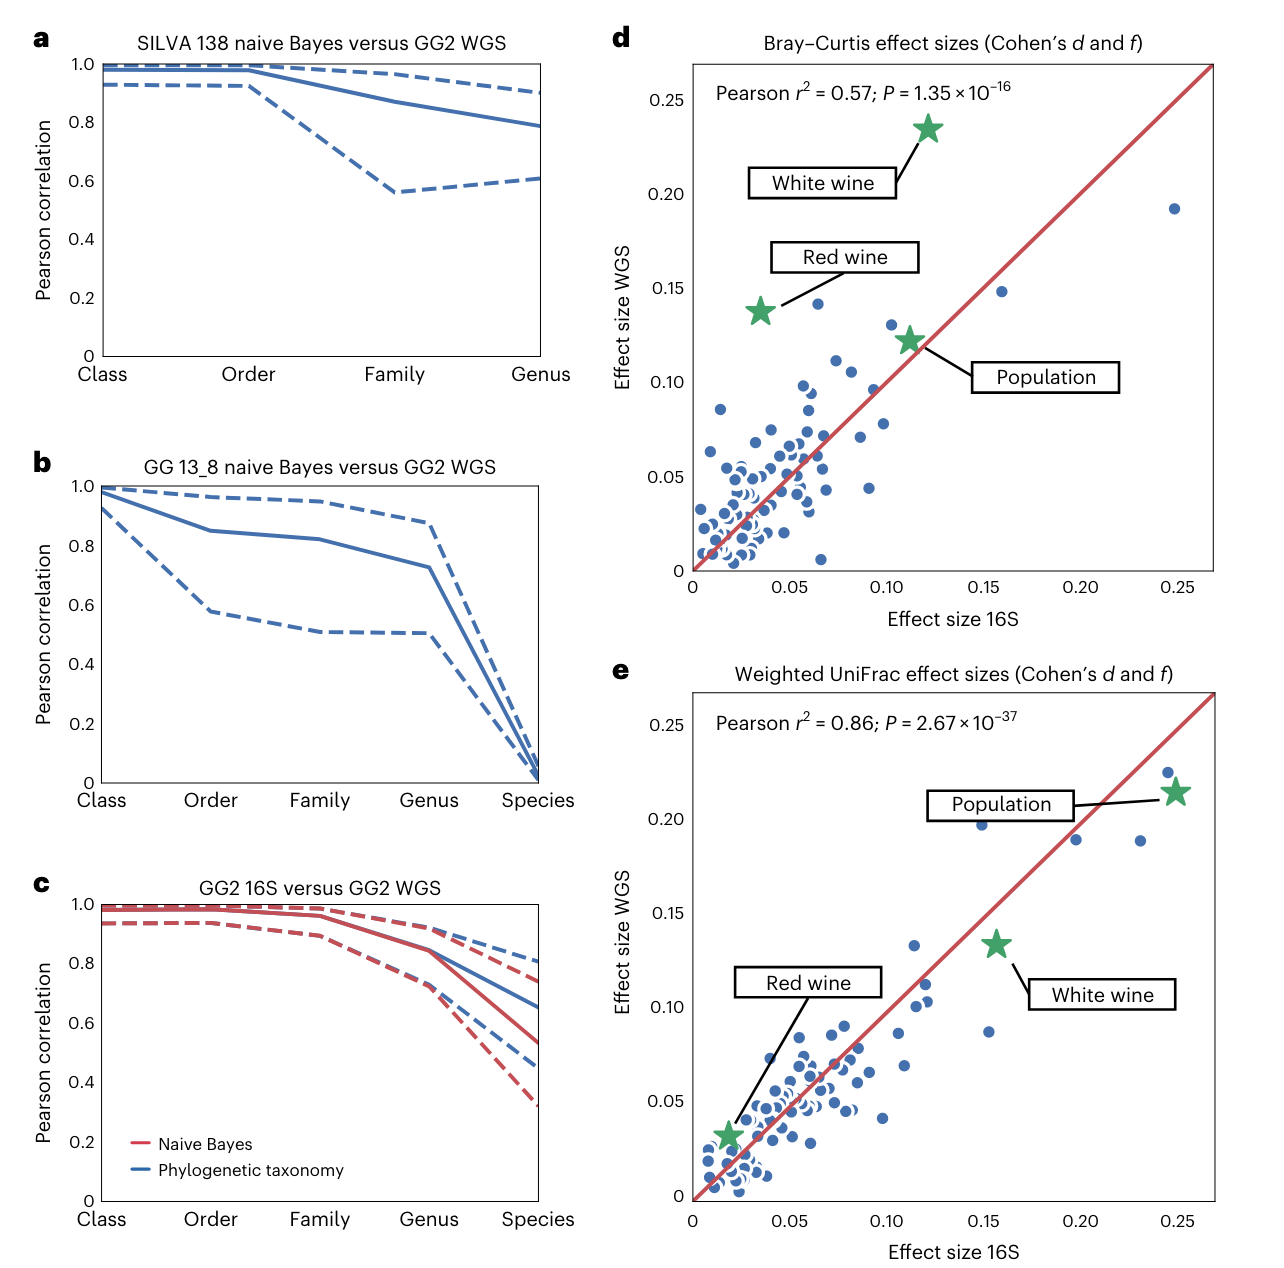 a
SILVA 138 naive Bayes versus GG2 WGS
Pearson correlation
1.0
0.8
0.6
0.4
0.2
0
Class Order Family Genus
b
GG 13_8 naive Bayes versus GG2 WGS
Pearson correlation
1.0
0.8
0.6
0.4
0.2
0
Class Order Family Genus Species
c
GG2 16S versus GG2 WGS
Pearson correlation
1.0
0.8
0.6
0.4
0.2
0
Naive Bayes
Phylogenetic taxonomy
Class Order Family Genus Species
d
Bray–Curtis effect sizes (Cohen's d and f)
Pearson r² = 0.57; P = 1.35 × 10⁻¹⁶
White wine
Red wine
Population
Effect size WGS
0.25
0.20
0.15
0.10
0.05
0
0 0.05 0.10 0.15 0.20 0.25
Effect size 16S
e
Weighted UniFrac effect sizes (Cohen's d and f)
Pearson r² = 0.86; P = 2.67 × 10⁻³⁷
Population
Red wine
White wine
Effect size WGS
0.25
0.20
0.15
0.10
0.05
0
0 0.05 0.10 0.15 0.20 0.25
Effect size 16S